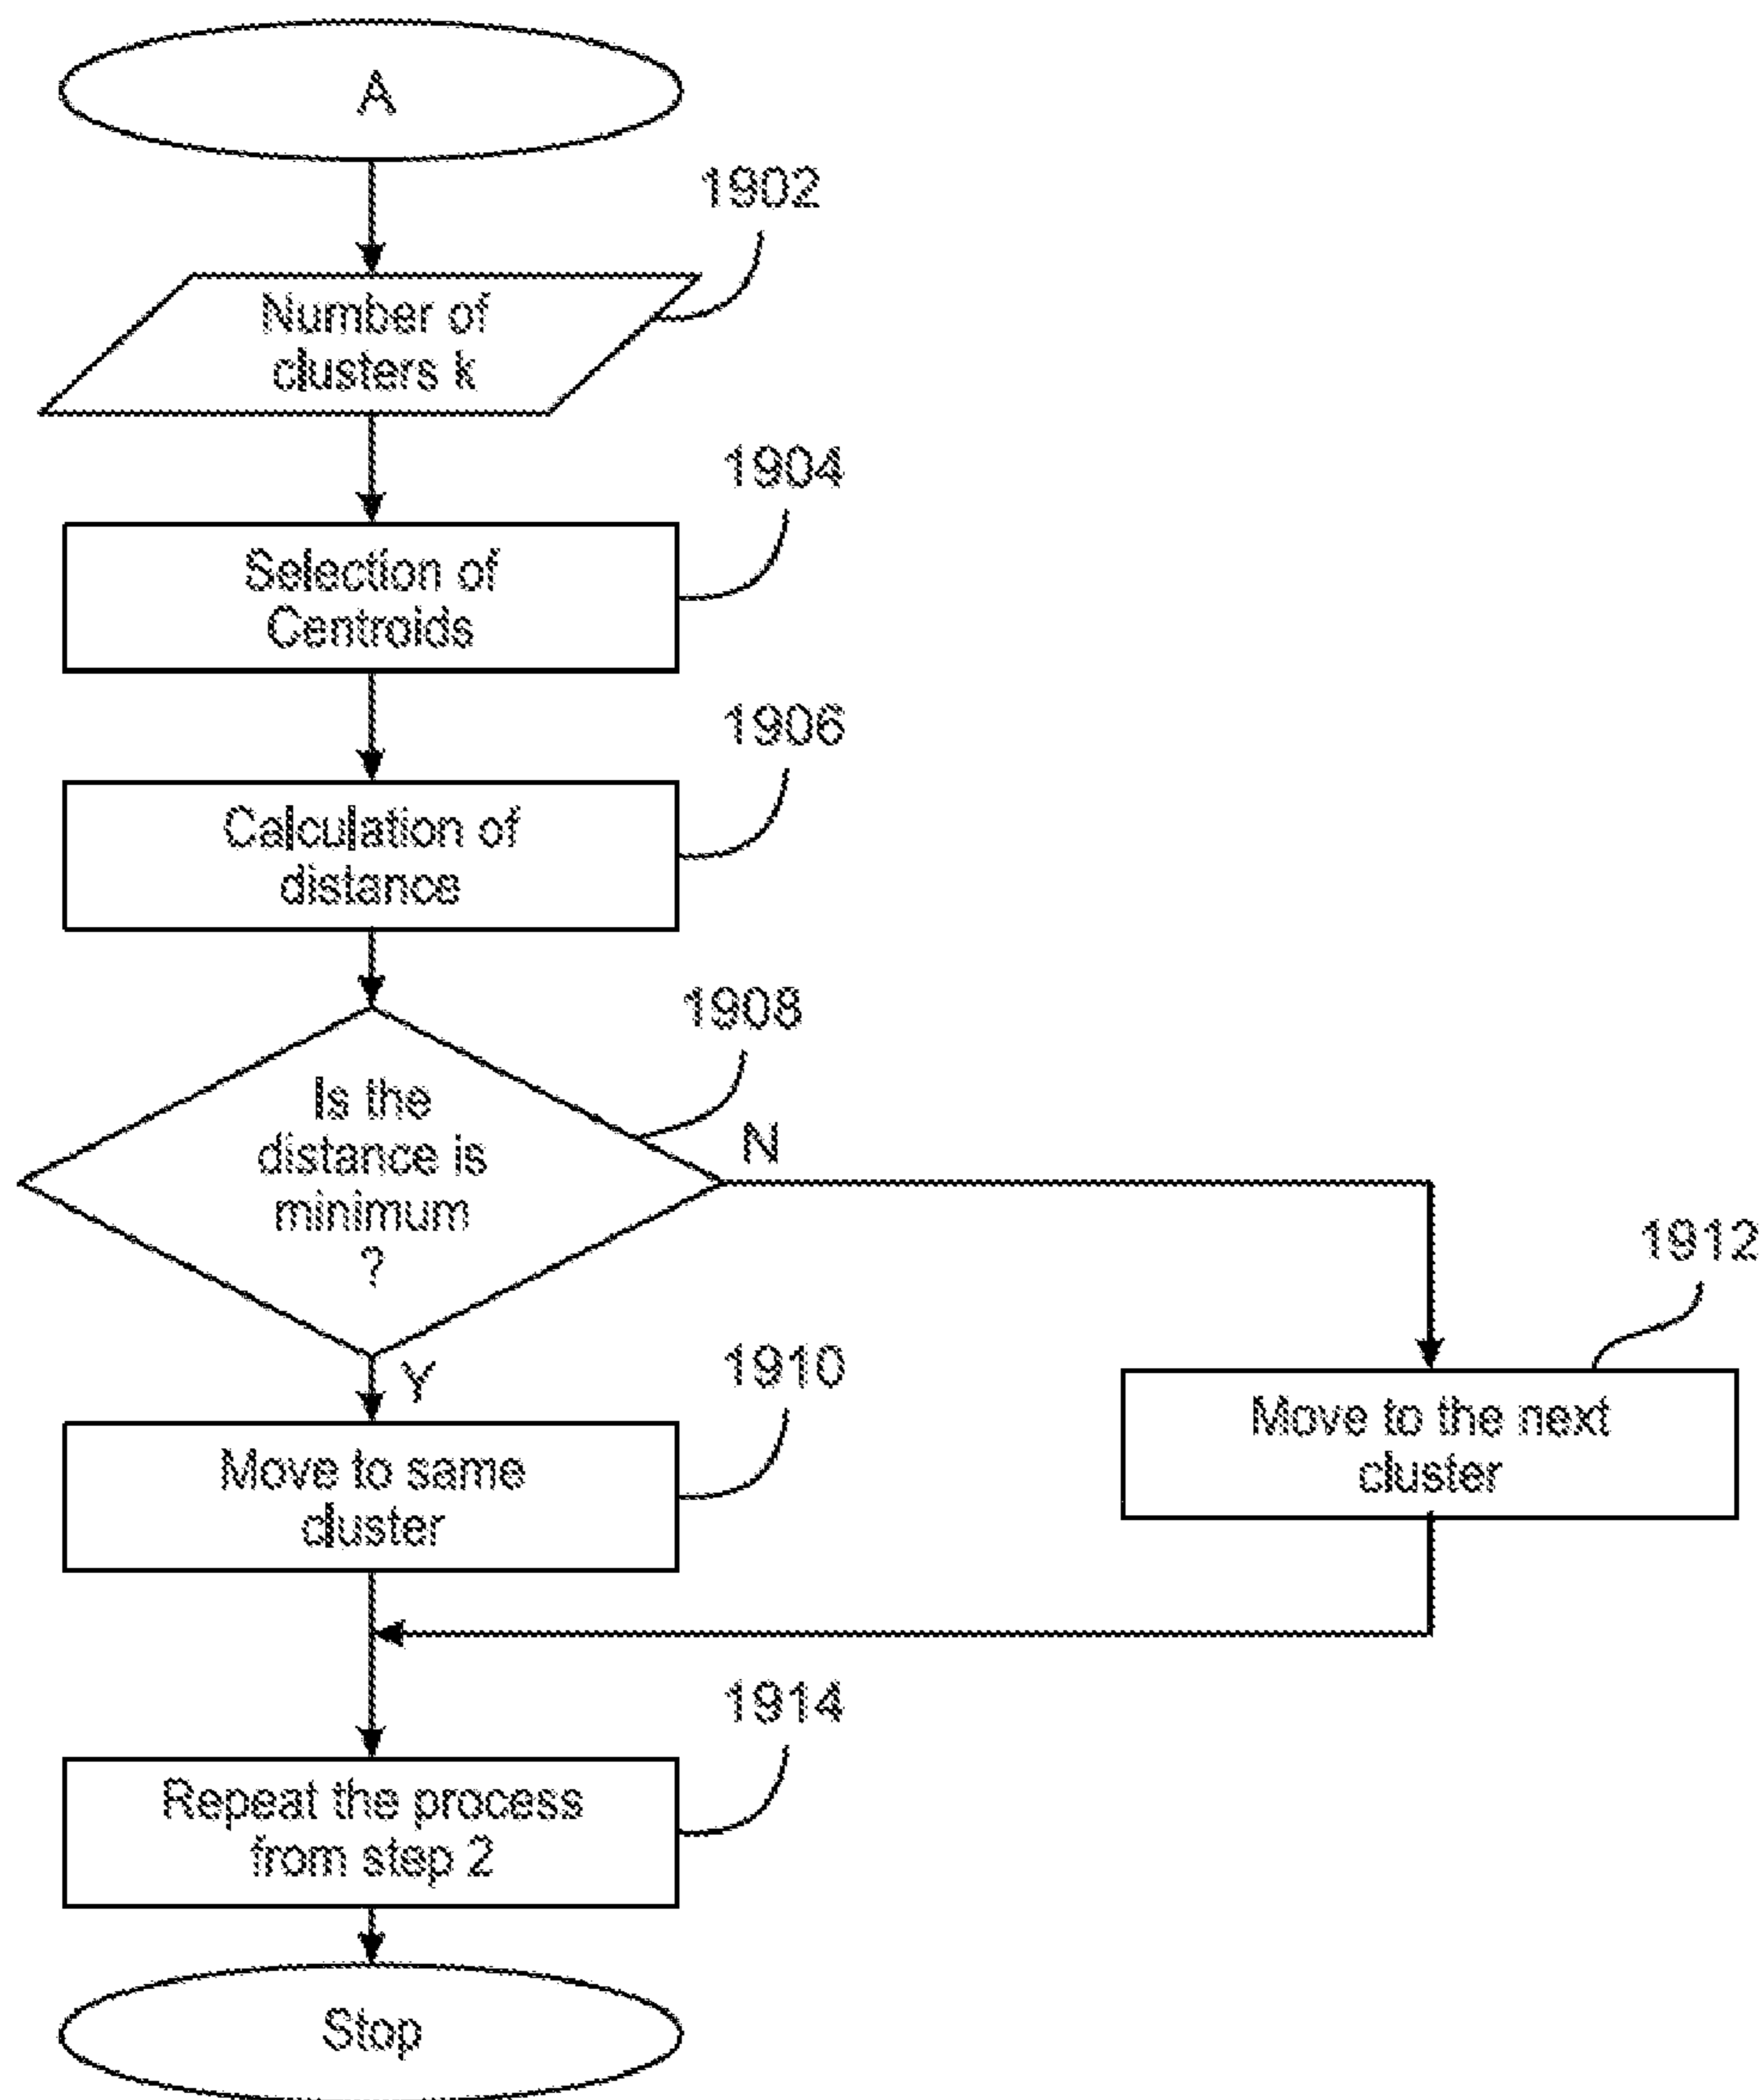 A
1902
Number of
clusters k
1904
Selection of
Centroids
1906
Calculation of
distance
1908
Is the
distance is
minimum
?
N
Y
1910
Move to same
cluster
1912
Move to the next
cluster
1914
Repeat the process
from step 2
Stop